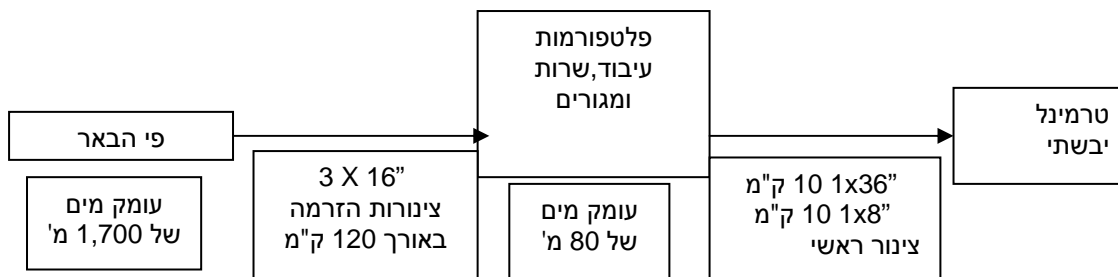 פלטפורמות
עיבוד,שרות
ומגורים
טרמינל
יבשתי
פי הבאר
3 X 16”
צינורות הזרמה
באורך 120 ק"מ
1x36” 10 ק"מ
1x8” 10 ק"מ
צינור ראשי
עומק מים
של 1,700 מ'
עומק מים
של 80 מ'